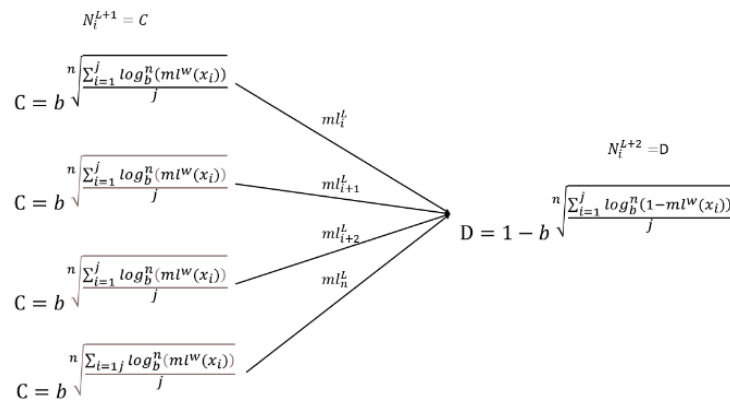 N_i^{L+1} = C
C = b^{\sqrt[n]{\frac{\sum_{i=1}^{j} log_b^n(ml^w(x_i))}{j}}}
ml_i^L
N_i^{L+2} =D
C = b^{\sqrt[n]{\frac{\sum_{i=1}^{j} log_b^n(ml^w(x_i))}{j}}}
ml_{i+1}^L
D = 1 − b^{\sqrt[n]{\frac{\sum_{i=1}^{j} log_b^n(1−ml^w(x_i))}{j}}}
ml_{i+2}^L
C = b^{\sqrt[n]{\frac{\sum_{i=1}^{j} log_b^n(ml^w(x_i))}{j}}}
ml_n^L
C = b^{\sqrt[n]{\frac{\sum_{i=1j} log_b^n(ml^w(x_i))}{j}}}